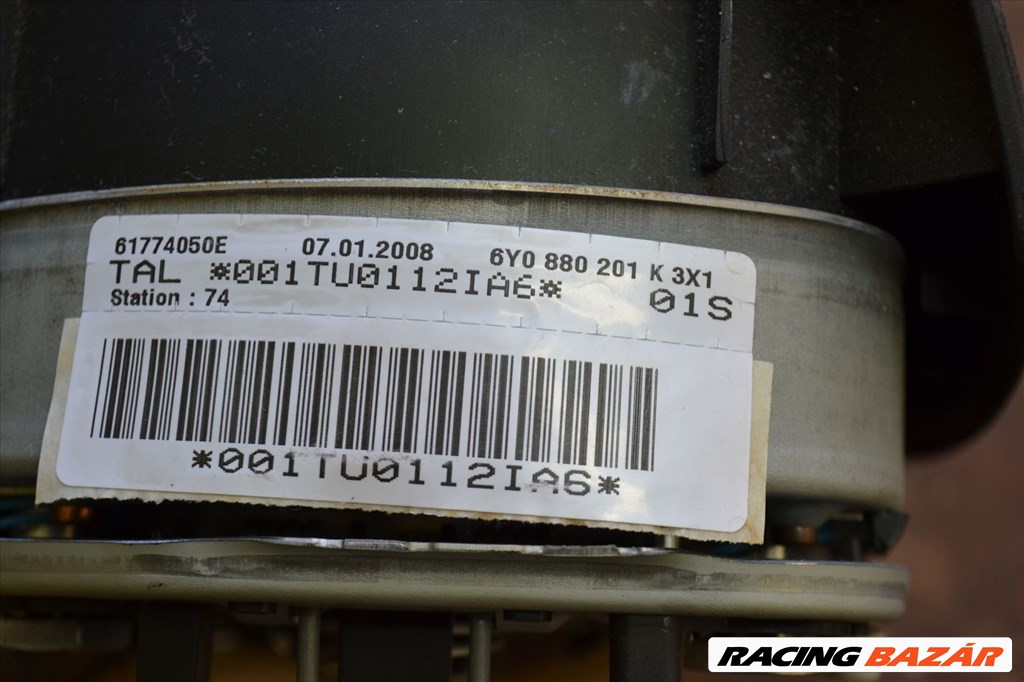 61774050E 07.01.2008 6Y0 880 201 K 3X1
TAL *001TU0112IA6* 01S
Station : 74
*001TU0112IA6*
RACING BAZÁR